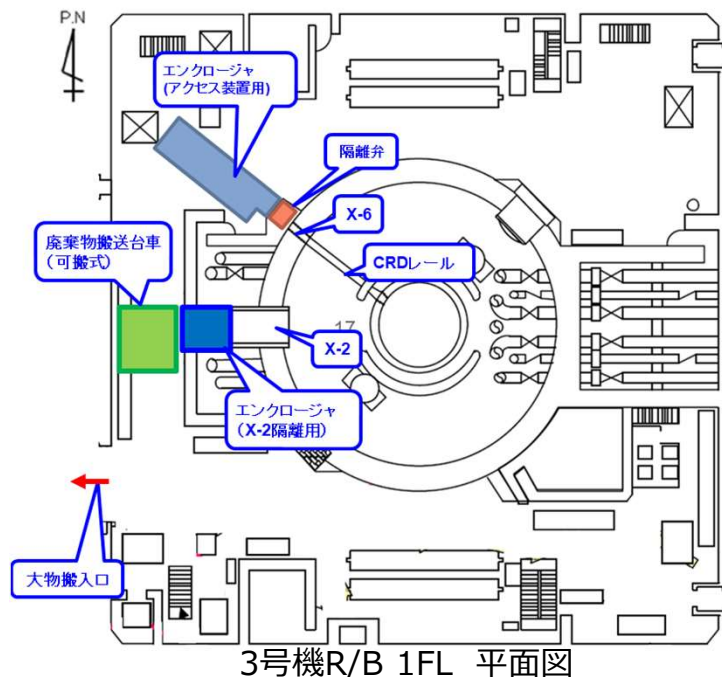 P.N
エンクロージャ
(アクセス装置用)
隔離弁
X-6
廃棄物搬送台車
（可搬式）
CRDレール
17
X-2
エンクロージャ
（X-2隔離用）
大物搬入口
3号機R/B 1FL 平面図